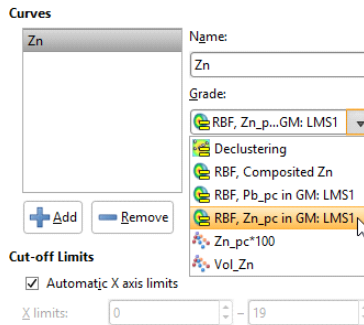 Curves
Zn
Name:
Zn
Grade:
RBF, Zn_p...GM: LMS1
Declustering
RBF, Composited Zn
RBF, Pb_pc in GM: LMS1
RBF, Zn_pc in GM: LMS1
Zn_pc*100
Vol_Zn
Add
Remove
Cut-off Limits
Automatic X axis limits
X limits: 0 – 19